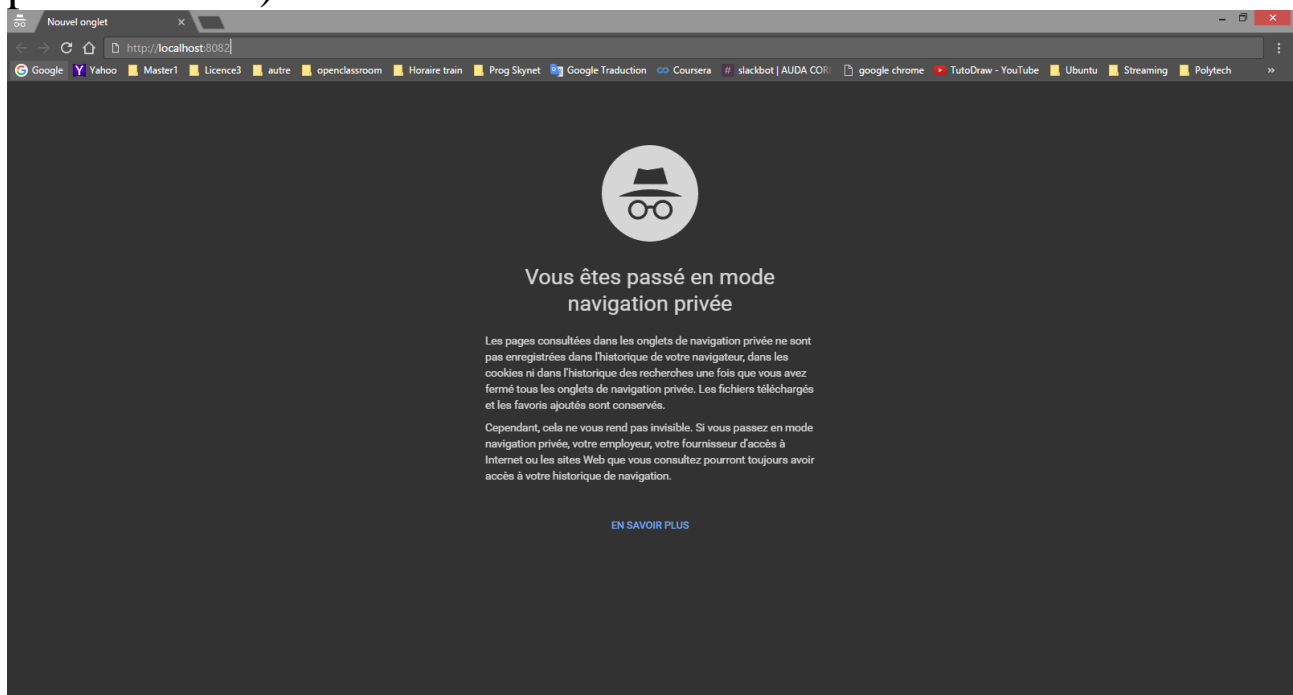 Nouvel onglet
http://localhost:8082
Google Yahoo Master1 Licence3 autre openclassroom Horaire train Prog Skynet Google Traduction Coursera slackbot | AUDA COR google chrome TutoDraw - YouTube Ubuntu Streaming Polytech »
Vous êtes passé en mode
navigation privée
Les pages consultées dans les onglets de navigation privée ne sont
pas enregistrées dans l'historique de votre navigateur, dans les
cookies ni dans l'historique des recherches une fois que vous avez
fermé tous les onglets de navigation privée. Les fichiers téléchargés
et les favoris ajoutés sont conservés.
Cependant, cela ne vous rend pas invisible. Si vous passez en mode
navigation privée, votre employeur, votre fournisseur d'accès à
Internet ou les sites Web que vous consultez pourront toujours avoir
accès à votre historique de navigation.
EN SAVOIR PLUS